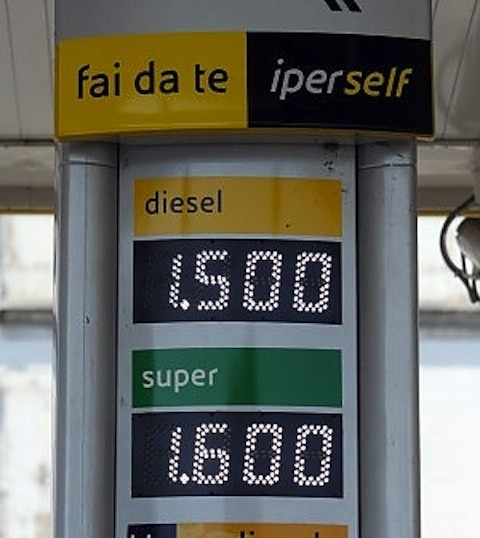 fai da te iperself
diesel
1.500
super
1.600